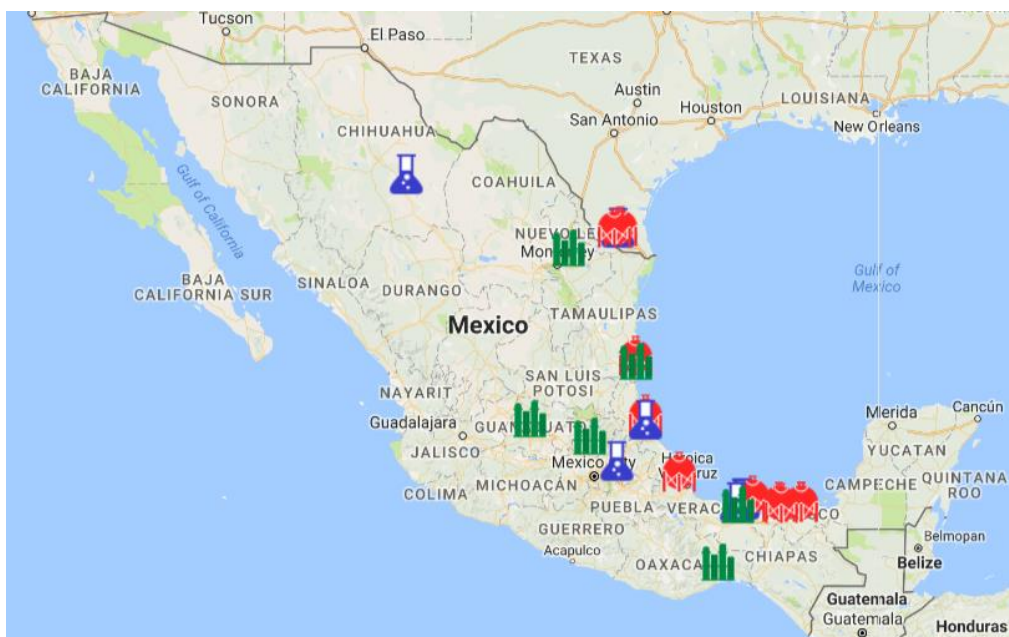 Tucson
El Paso
BAJA
CALIFORNIA
SONORA
TEXAS
Austin
Houston
San Antonio
LOUISIANA
New Orleans
CHIHUAHUA
COAHUILA
Gulf of California
BAJA
CALIFORNIA SUR
SINALOA
DURANGO
Mexico
TAMAULIPAS
Gulf of
Mexico
SAN LUIS
POTOSI
NAYARIT
Guadalajara
JALISCO
COLIMA
MICHOACÁN
PUEBLA
GUERRERO
Acapulco
CHIAPAS
Merida
Cancún
YUCATAN
CAMPECHE
QUINTANA
ROO
Belmopan
Belize
Guatemala
Guatemala
Honduras